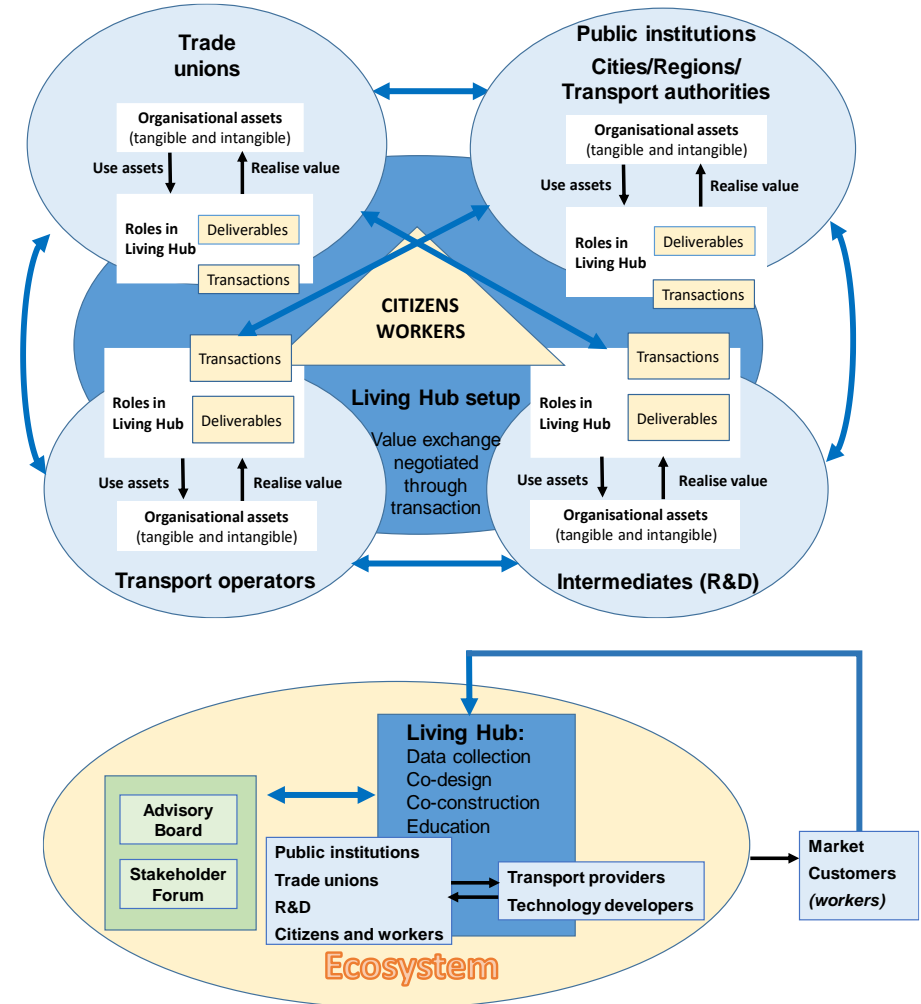 Trade
unions
Organisational assets
(tangible and intangible)
Use assets
Realise value
Roles in
Living Hub
Deliverables
Transactions
Public institutions
Cities/Regions/
Transport authorities
Organisational assets
(tangible and intangible)
Use assets
Realise value
Roles in
Living Hub
Deliverables
Transactions
CITIZENS
WORKERS
Living Hub setup
Value exchange
negotiated
through
transaction
Transactions
Roles in
Living Hub
Deliverables
Use assets
Realise value
Organisational assets
(tangible and intangible)
Transport operators
Transactions
Roles in
Living Hub
Deliverables
Use assets
Realise value
Organisational assets
(tangible and intangible)
Intermediates (R&D)
Living Hub:
Data collection
Co-design
Co-construction
Education
Advisory
Board
Stakeholder
Forum
Public institutions
Trade unions
R&D
Citizens and workers
Transport providers
Technology developers
Market
Customers
(workers)
Ecosystem